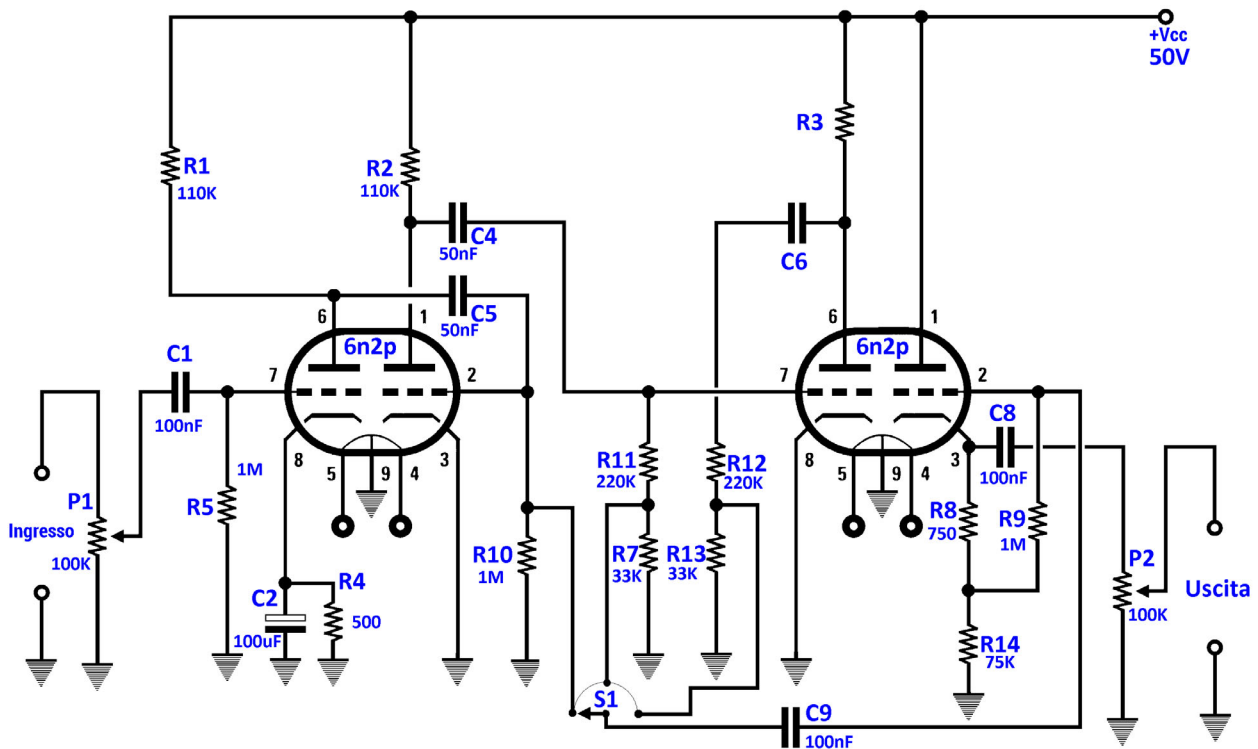 +Vcc
50V
R1
110K
R2
110K
R3
C4
50nF
C5
50nF
C6
6
1
6n2p
7
2
8
5
9
4
3
6
1
6n2p
7
2
8
5
9
4
3
C1
100nF
1M
R5
P1
Ingresso
100K
C2
100uF
R4
500
R10
1M
R11
220K
R12
220K
R7
33K
R13
33K
C8
100nF
R8
750
R9
1M
P2
100K
Uscita
R14
75K
S1
C9
100nF